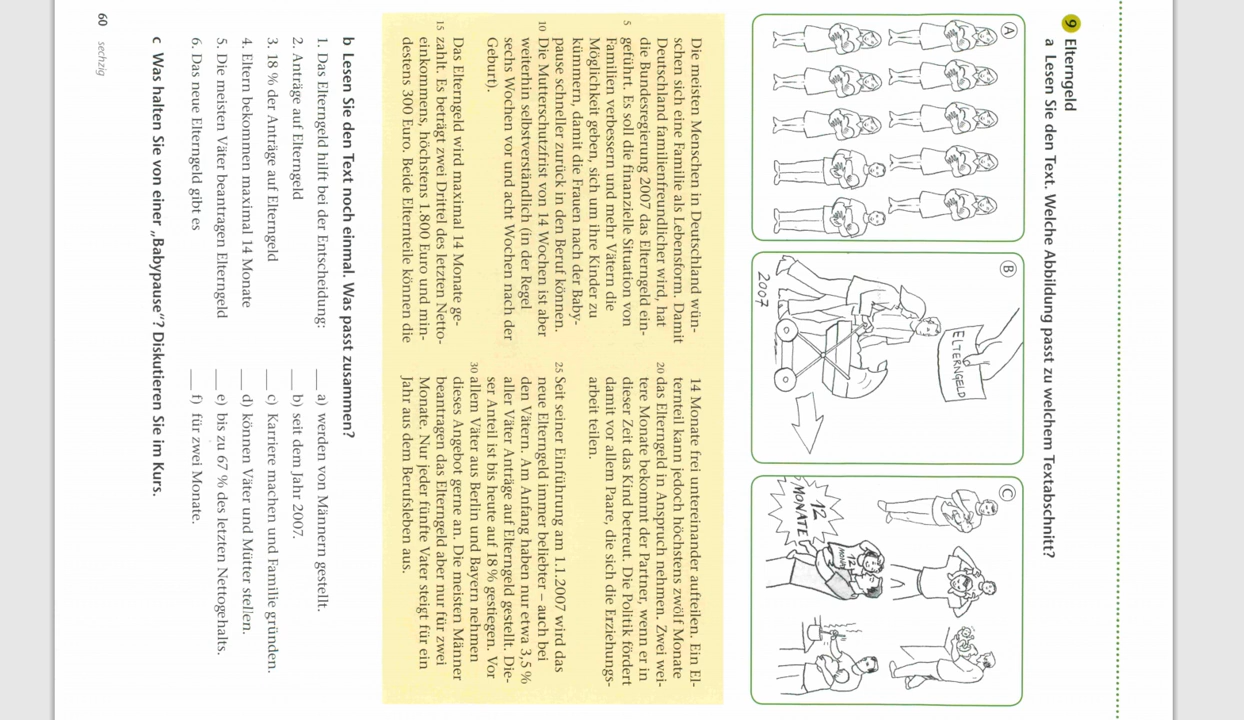 9 Elterngeld
a Lesen Sie den Text. Welche Abbildung passt zu welchem Textabschnitt?
A
B
ELTERNGELD
2007
C
12
MONATE
12
MONATE
Die meisten Menschen in Deutschland wün-
schen sich eine Familie als Lebensform. Damit
Deutschland familienfreundlicher wird, hat
die Bundesregierung 2007 das Elterngeld ein-
5 geführt. Es soll die finanzielle Situation von
Familien verbessern und mehr Vätern die
Möglichkeit geben, sich um ihre Kinder zu
kümmern, damit die Frauen nach der Baby-
pause schneller zurück in den Beruf können.
10 Die Mutterschutzfrist von 14 Wochen ist aber
weiterhin selbstverständlich (in der Regel
sechs Wochen vor und acht Wochen nach der
Geburt).
Das Elterngeld wird maximal 14 Monate ge-
15 zahlt. Es beträgt zwei Drittel des letzten Netto-
einkommens, höchstens 1.800 Euro und min-
destens 300 Euro. Beide Elternteile können die
14 Monate frei untereinander aufteilen. Ein El-
ternteil kann jedoch höchstens zwölf Monate
20 das Elterngeld in Anspruch nehmen. Zwei wei-
tere Monate bekommt der Partner, wenn er in
dieser Zeit das Kind betreut. Die Politik fördert
damit vor allem Paare, die sich die Erziehungs-
arbeit teilen.
25 Seit seiner Einführung am 1.1.2007 wird das
neue Elterngeld immer beliebter – auch bei
den Vätern. Am Anfang haben nur etwa 3,5 %
aller Väter Anträge auf Elterngeld gestellt. Die-
ser Anteil ist bis heute auf 18 % gestiegen. Vor
30 allem Väter aus Berlin und Bayern nehmen
dieses Angebot gerne an. Die meisten Männer
beantragen das Elterngeld aber nur für zwei
Monate. Nur jeder fünfte Vater steigt für ein
Jahr aus dem Berufsleben aus.
b Lesen Sie den Text noch einmal. Was passt zusammen?
1. Das Elterngeld hilft bei der Entscheidung:
2. Anträge auf Elterngeld
3. 18 % der Anträge auf Elterngeld
4. Eltern bekommen maximal 14 Monate
5. Die meisten Väter beantragen Elterngeld
6. Das neue Elterngeld gibt es
___ a) werden von Männern gestellt.
___ b) seit dem Jahr 2007.
___ c) Karriere machen und Familie gründen.
___ d) können Väter und Mütter stellen.
___ e) bis zu 67 % des letzten Nettogehalts.
___ f) für zwei Monate.
c Was halten Sie von einer „Babypause“? Diskutieren Sie im Kurs.
60 sechzig